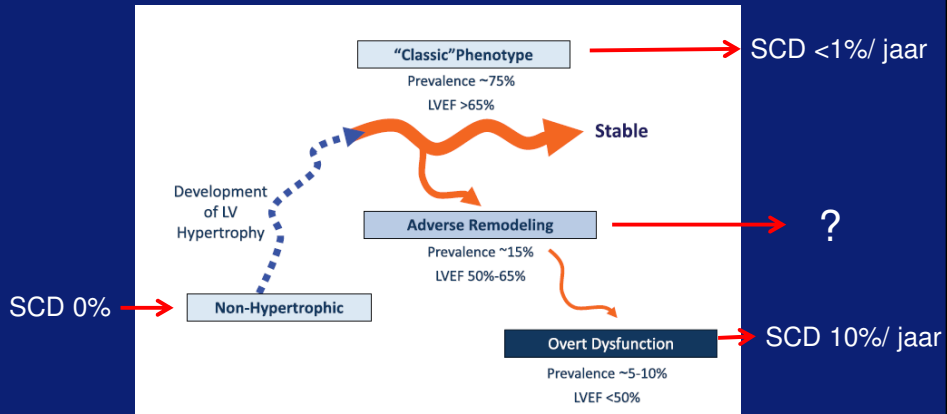 “Classic”Phenotype
SCD <1%/ jaar
Prevalence ~75%
LVEF >65%
Stable
Development
of LV
Hypertrophy
Adverse Remodeling
?
Prevalence ~15%
LVEF 50%-65%
SCD 0%
Non-Hypertrophic
Overt Dysfunction
SCD 10%/ jaar
Prevalence ~5-10%
LVEF <50%